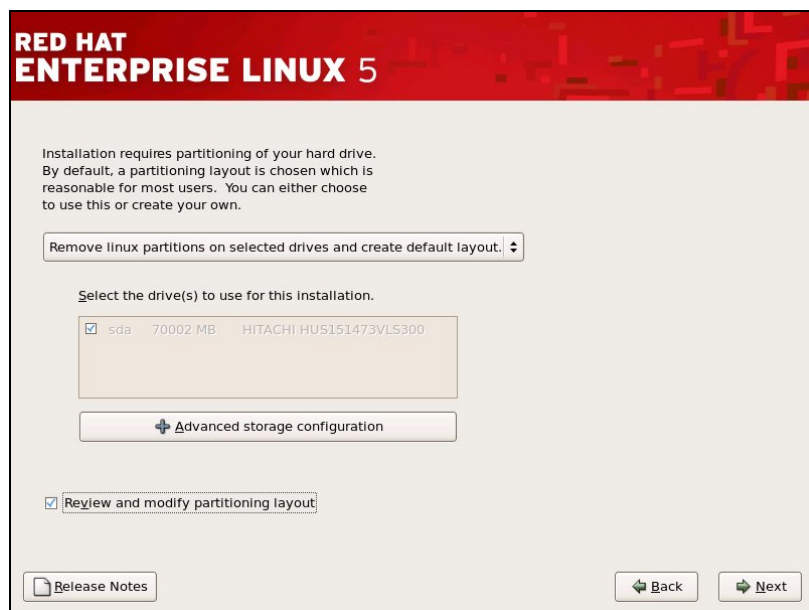 RED HAT
ENTERPRISE LINUX 5
Installation requires partitioning of your hard drive.
By default, a partitioning layout is chosen which is
reasonable for most users. You can either choose
to use this or create your own.
Remove linux partitions on selected drives and create default layout.
Select the drive(s) to use for this installation.
sda 70002 MB HITACHI HUS151473VLS300
Advanced storage configuration
Review and modify partitioning layout
Release Notes
Back
Next